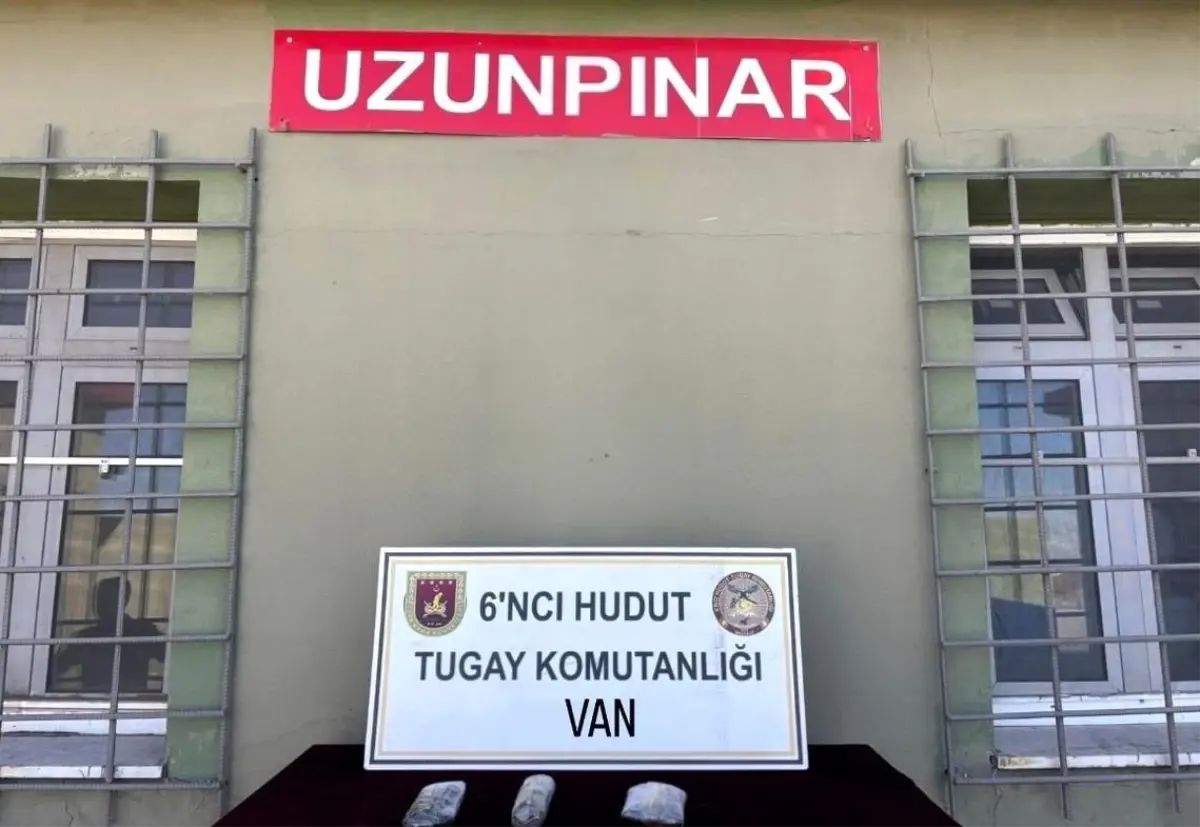 UZUNPINAR
6'NCI HUDUT
TUGAY KOMUTANLIĞI
VAN